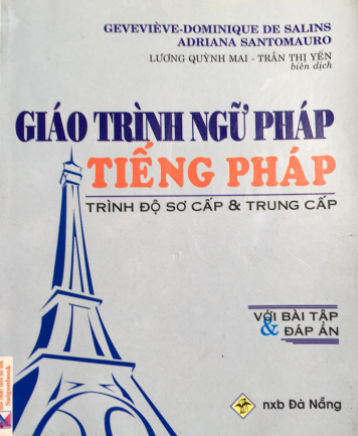 GEVEVIÈVE-DOMINIQUE DE SALINS
ADRIANA SANTOMAURO
LƯƠNG QUỲNH MAI - TRẦN THỊ YẾN
biên dịch
GIÁO TRÌNH NGỮ PHÁP
TIẾNG PHÁP
TRÌNH ĐỘ SƠ CẤP & TRUNG CẤP
VỚI BÀI TẬP
& ĐÁP ÁN
nxb Đà Nẵng